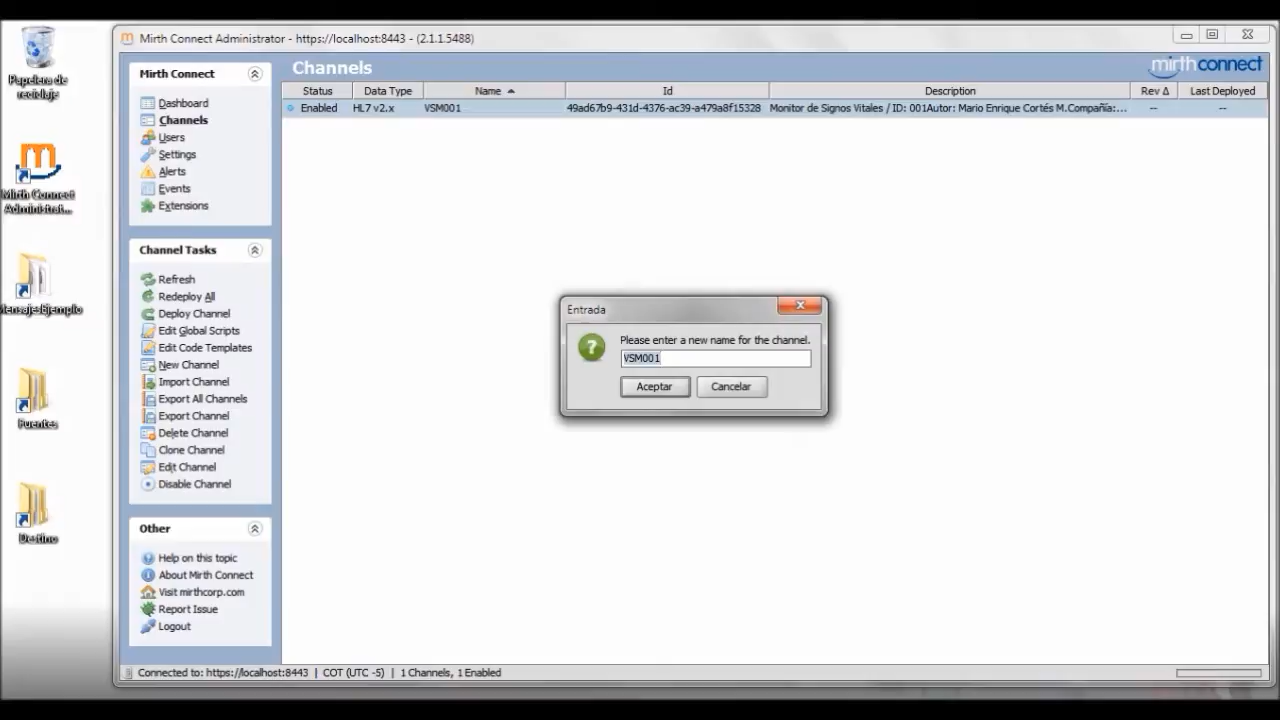 Papelera de
reciclaje
Mirth Connect
Administrat...
MensajesEjemplo
Fuentes
Destino
Mirth Connect Administrator - https://localhost:8443 - (2.1.1.5488)
Mirth Connect
Dashboard
Channels
Users
Settings
Alerts
Events
Extensions
Channel Tasks
Refresh
Redeploy All
Deploy Channel
Edit Global Scripts
Edit Code Templates
New Channel
Import Channel
Export All Channels
Export Channel
Delete Channel
Clone Channel
Edit Channel
Disable Channel
Other
Help on this topic
About Mirth Connect
Visit mirthcorp.com
Report Issue
Logout
Channels
mirthconnect
Status Data Type Name Id Description Rev Δ Last Deployed
Enabled HL7 v2.x VSM001 49ad67b9-431d-4376-ac39-a479a8f15328 Monitor de Signos Vitales / ID: 001Autor: Mario Enrique Cortés M.Compañía:... -- --
Entrada
Please enter a new name for the channel.
VSM001
Aceptar Cancelar
Connected to: https://localhost:8443 | COT (UTC -5) | 1 Channels, 1 Enabled